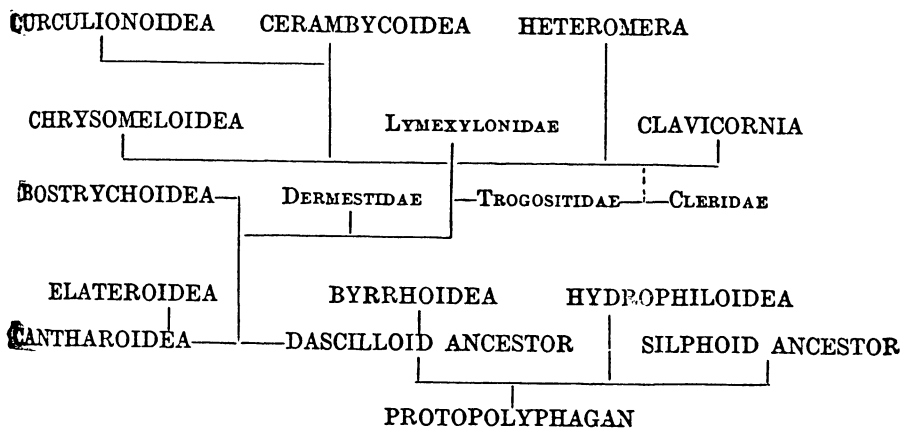 CURCULIONOIDEA CERAMBYCOIDEA HETEROMERA
CHRYSOMELOIDEA LYMEXYLONIDAE CLAVICORNIA
BOSTRYCHOIDEA DERMESTIDAE TROGOSITIDAE CLERIDAE
ELATEROIDEA BYRRHOIDEA HYDROPHILOIDEA
CANTHAROIDEA DASCILLOID ANCESTOR SILPHOID ANCESTOR
PROTOPOLYPHAGAN